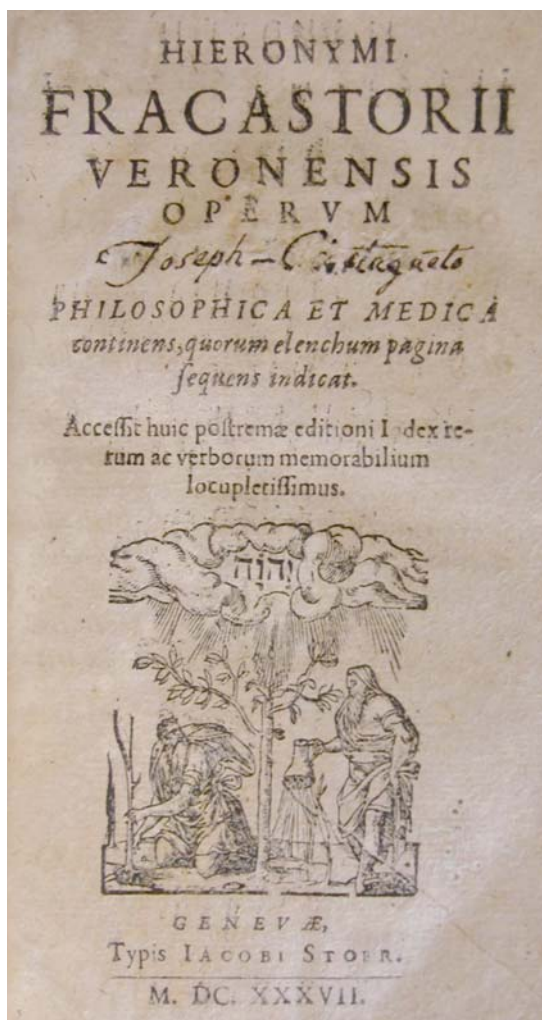 HIERONYMI
FRACASTORII
VERONENSIS
OPERVM
Joseph
PHILOSOPHICA ET MEDICA
continens, quorum elenchum pagina
sequens indicat.
Accessit huic postremæ editioni Index re-
rum ac verborum memorabilium
locupletissimus.
יהוה
GENEVÆ,
Typis IACOBI STOER.
M. DC. XXXVII.